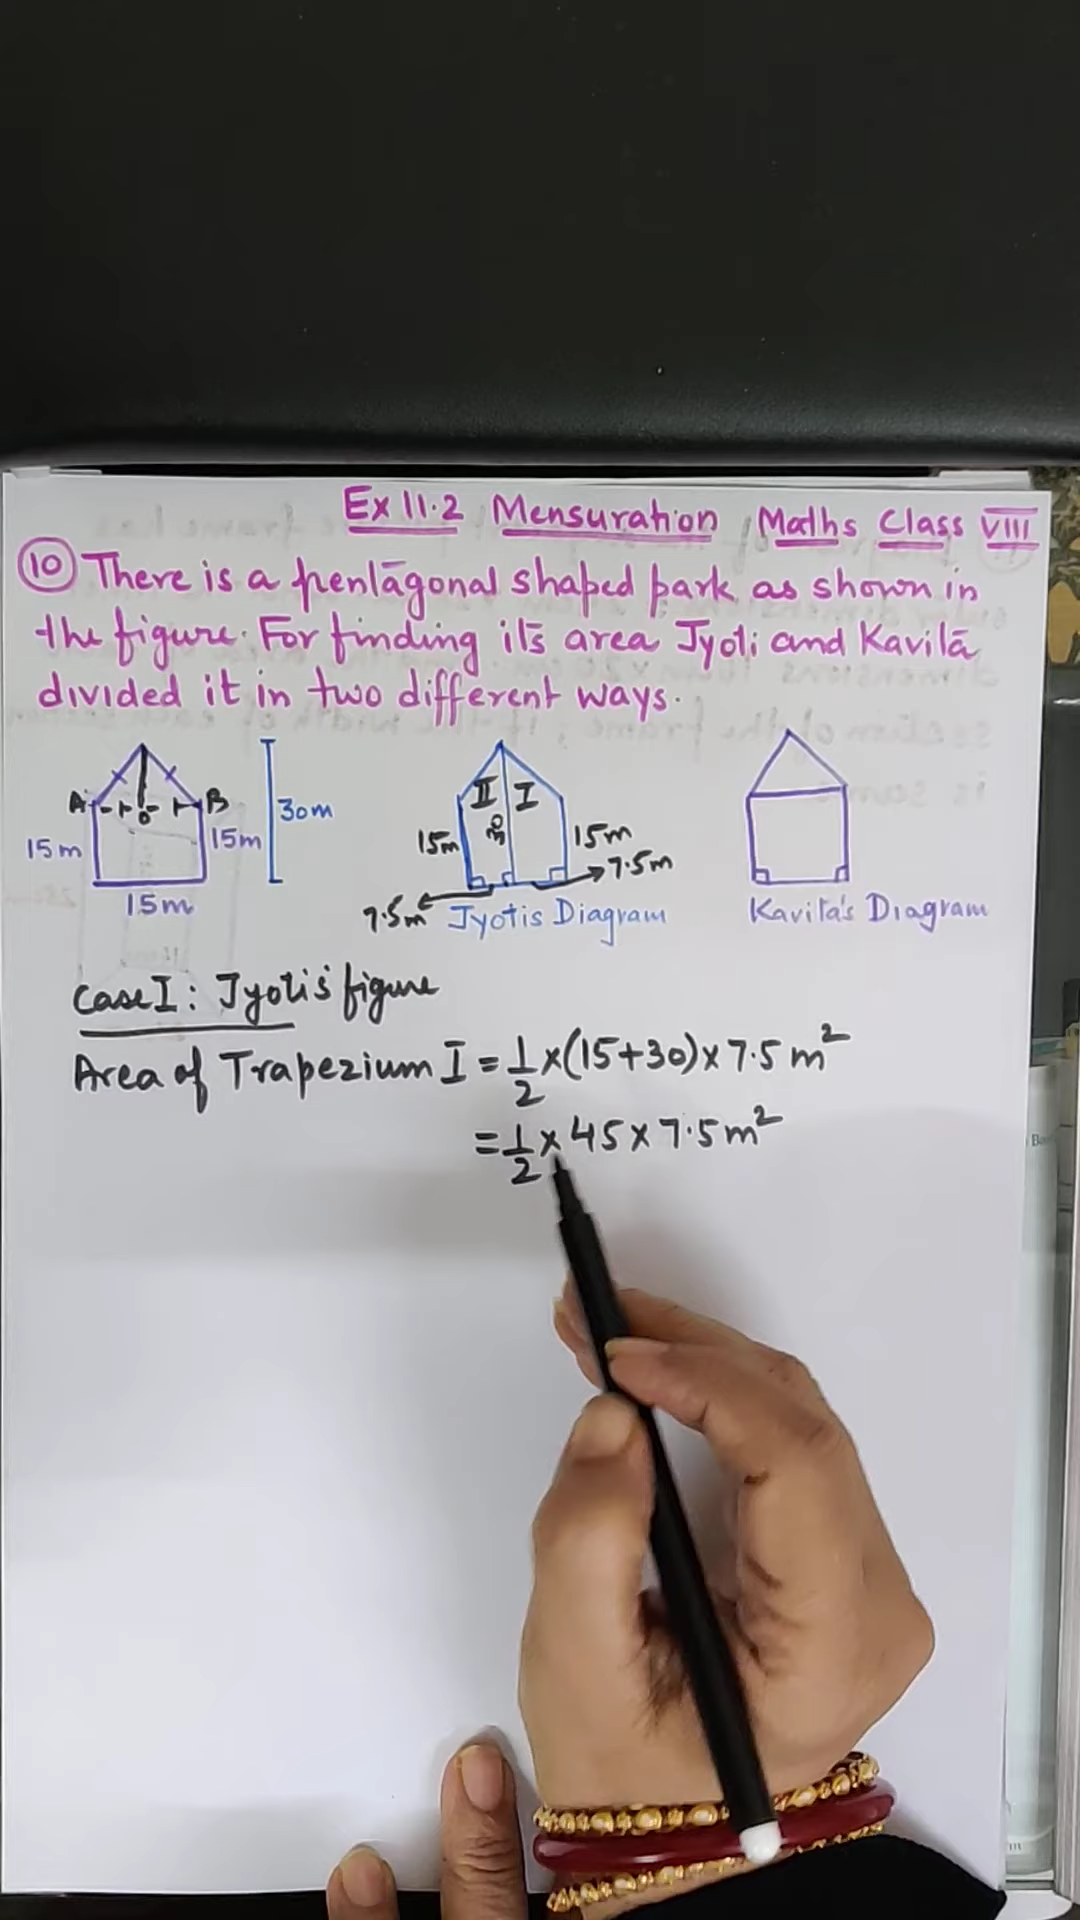 Ex 11.2 Mensuration, Maths Class VIII
10 There is a pentagonal shaped park as shown in
the figure. For finding its area Jyoti and Kavita
divided it in two different ways.
A O B
15m 15m 30m
15m
II I
15m 30 15m
7.5m 7.5m
Jyotis Diagram
Kavita's Diagram
Case I: Jyoti's figure
Area of Trapezium I = 1/2 × (15+30) × 7.5 m²
= 1/2 × 45 × 7.5 m²